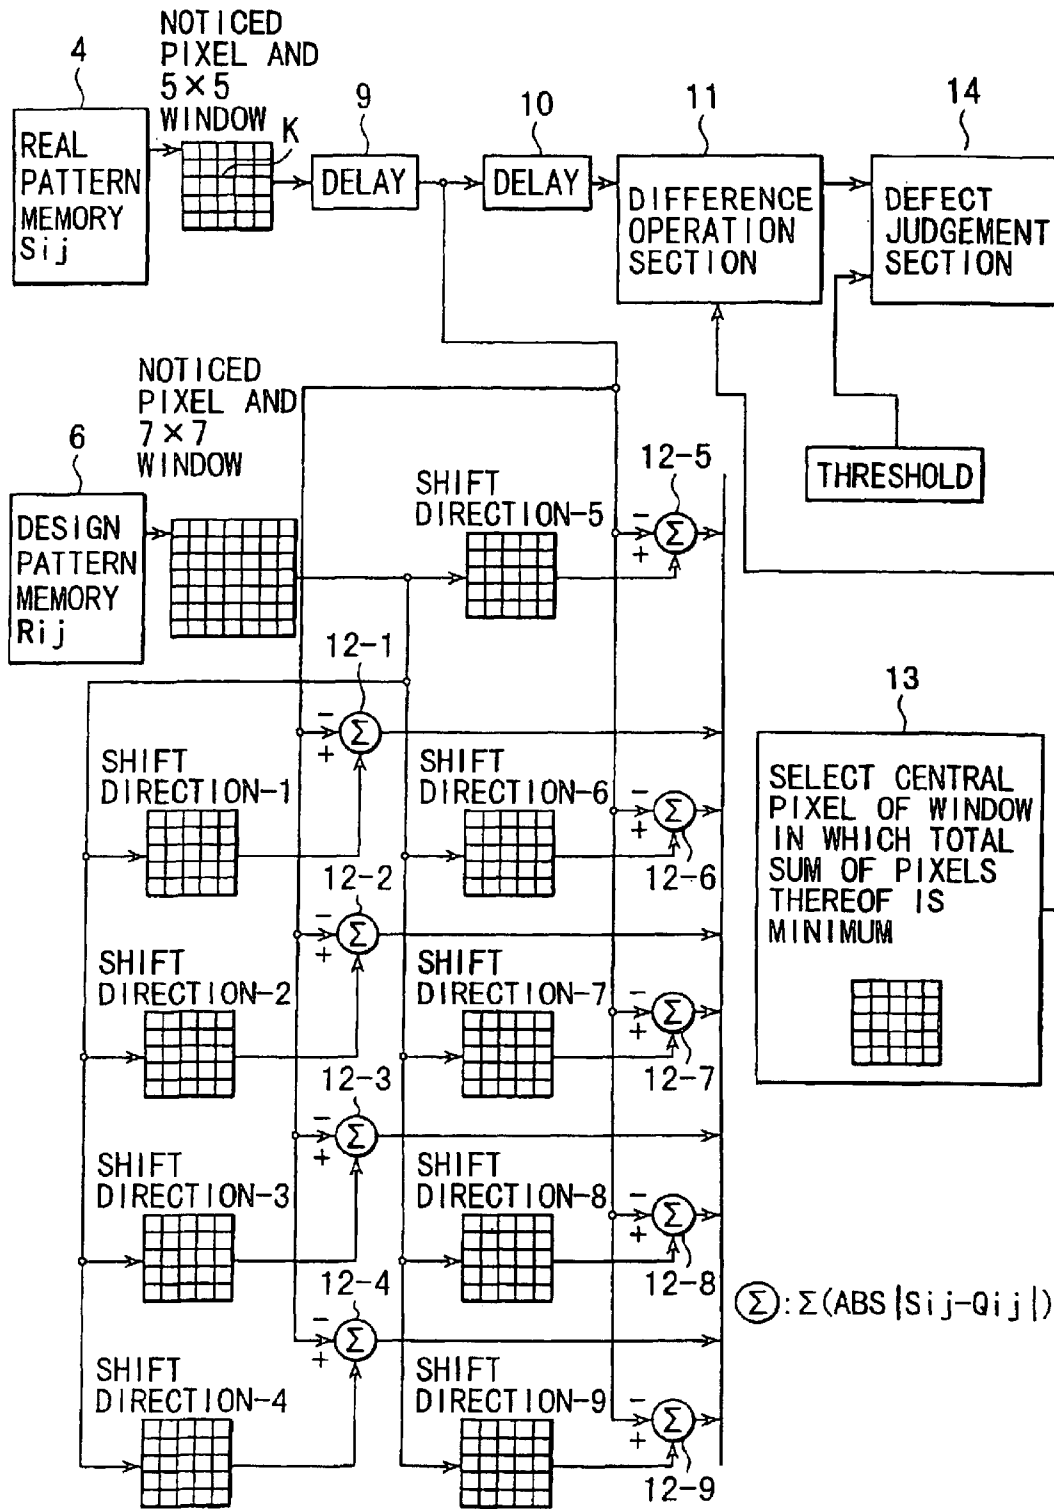 4
NOTICED
PIXEL AND
5×5
WINDOW
K
REAL
PATTERN
MEMORY
Sij
9
DELAY
10
DELAY
11
DIFFERENCE
OPERATION
SECTION
14
DEFECT
JUDGEMENT
SECTION
THRESHOLD
NOTICED
PIXEL AND
7×7
WINDOW
6
DESIGN
PATTERN
MEMORY
Rij
SHIFT
DIRECTION-5
12-5
−
+
Σ
12-1
−
+
Σ
SHIFT
DIRECTION-1
SHIFT
DIRECTION-6
−
+
Σ
12-6
12-2
−
+
Σ
SHIFT
DIRECTION-2
SHIFT
DIRECTION-7
−
+
Σ
12-7
12-3
−
+
Σ
SHIFT
DIRECTION-3
SHIFT
DIRECTION-8
−
+
Σ
12-8
12-4
−
+
Σ
SHIFT
DIRECTION-4
SHIFT
DIRECTION-9
−
+
Σ
12-9
13
SELECT CENTRAL
PIXEL OF WINDOW
IN WHICH TOTAL
SUM OF PIXELS
THEREOF IS
MINIMUM
Σ:Σ(ABS|Sij-Qij|)